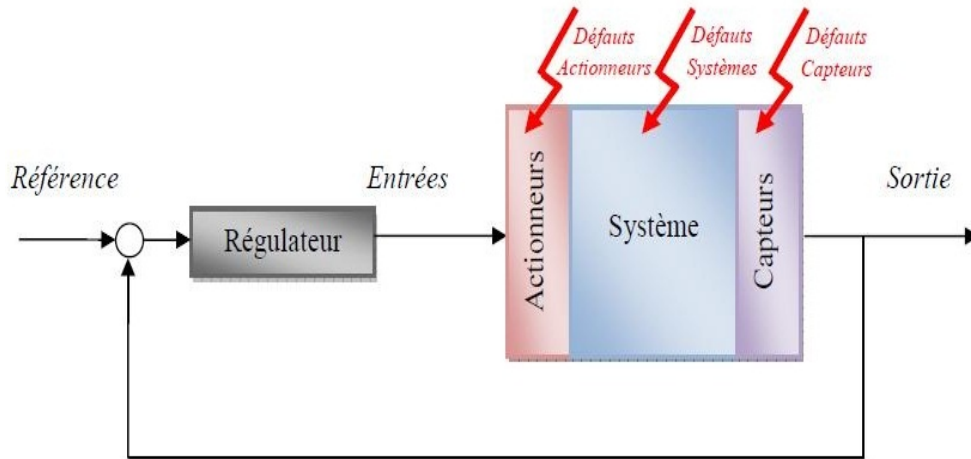 Défauts
Actionneurs
Défauts
Systèmes
Défauts
Capteurs
Référence
Entrées
Sortie
Régulateur
Actionneurs
Système
Capteurs